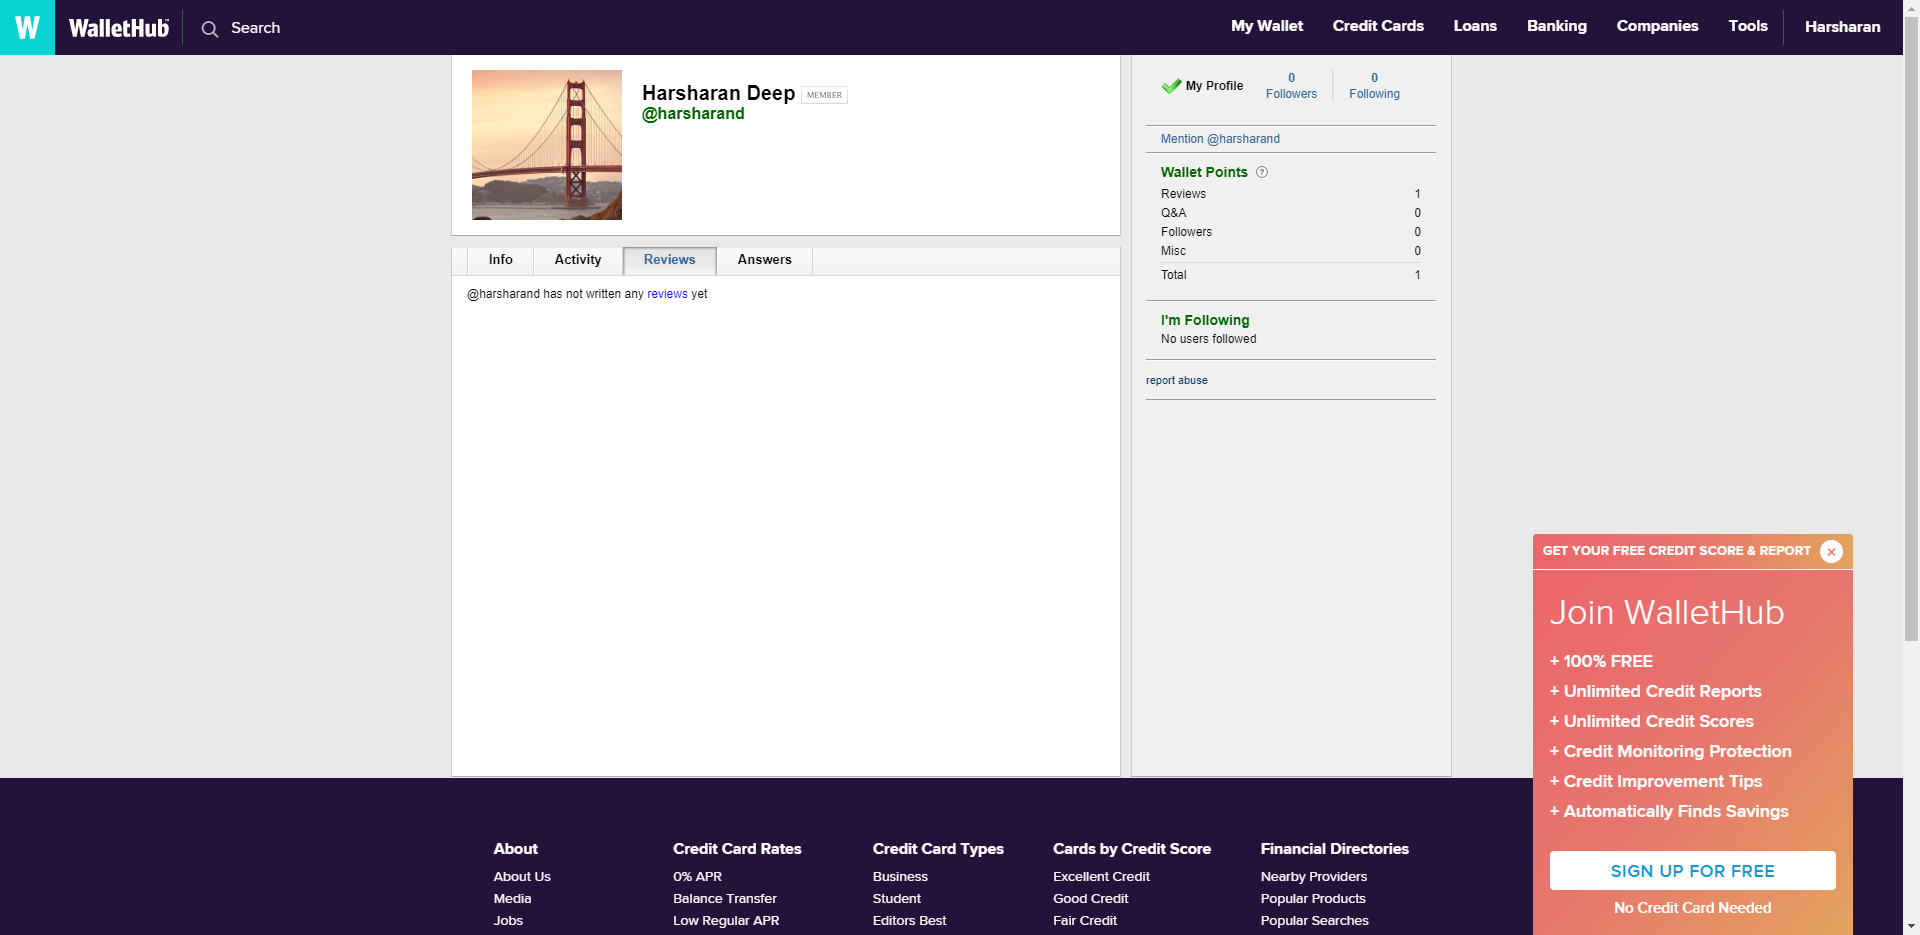 W WalletHub Search My Wallet Credit Cards Loans Banking Companies Tools Harsharan
Harsharan Deep MEMBER
@harsharand
Info Activity Reviews Answers
@harsharand has not written any reviews yet
My Profile
0 Followers
0 Following
Mention @harsharand
Wallet Points ?
Reviews 1
Q&A 0
Followers 0
Misc 0
Total 1
I'm Following
No users followed
report abuse
GET YOUR FREE CREDIT SCORE & REPORT
Join WalletHub
+ 100% FREE
+ Unlimited Credit Reports
+ Unlimited Credit Scores
+ Credit Monitoring Protection
+ Credit Improvement Tips
+ Automatically Finds Savings
SIGN UP FOR FREE
No Credit Card Needed
About
About Us
Media
Jobs
Credit Card Rates
0% APR
Balance Transfer
Low Regular APR
Credit Card Types
Business
Student
Editors Best
Cards by Credit Score
Excellent Credit
Good Credit
Fair Credit
Financial Directories
Nearby Providers
Popular Products
Popular Searches